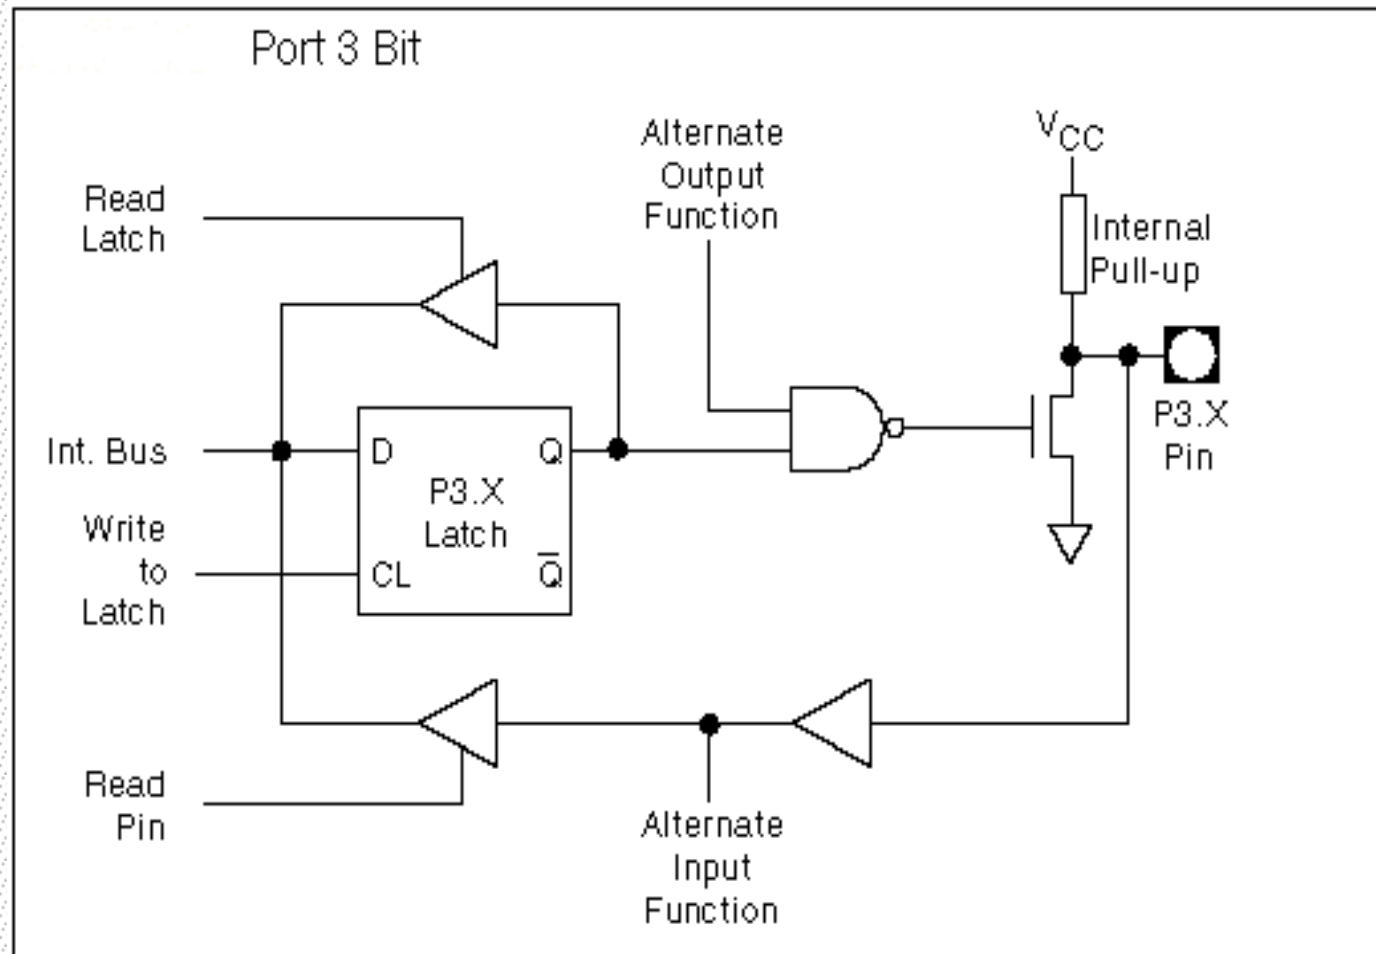 Port 3 Bit
Alternate
Output
Function
VCC
Read
Latch
Internal
Pull-up
Int. Bus
D
Q
P3.X
Latch
P3.X
Pin
Write
to
Latch
CL
Q̅
Read
Pin
Alternate
Input
Function